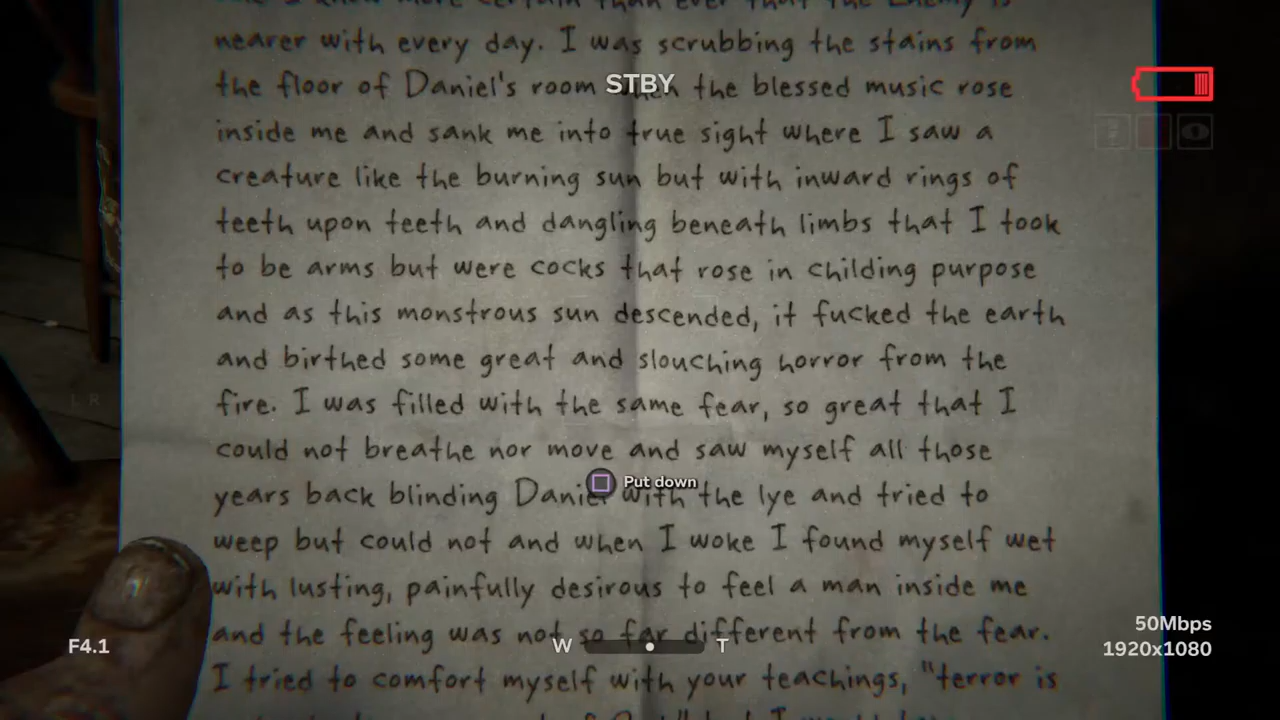 nearer with every day. I was scrubbing the stains from
the floor of Daniel's room the blessed music rose
STBY
inside me and sank me into true sight where I saw a
creature like the burning sun but with inward rings of
teeth upon teeth and dangling beneath limbs that I took
to be arms but were cocks that rose in childing purpose
and as this monstrous sun descended, it fucked the earth
and birthed some great and slouching horror from the
fire. I was filled with the same fear, so great that I
could not breathe nor move and saw myself all those
years back blinding Daniel with the lye and tried to
Put down
weep but could not and when I woke I found myself wet
with lusting, painfully desirous to feel a man inside me
and the feeling was not so far different from the fear.
I tried to comfort myself with your teachings, "terror is
L R
F4.1
W T
50Mbps
1920x1080